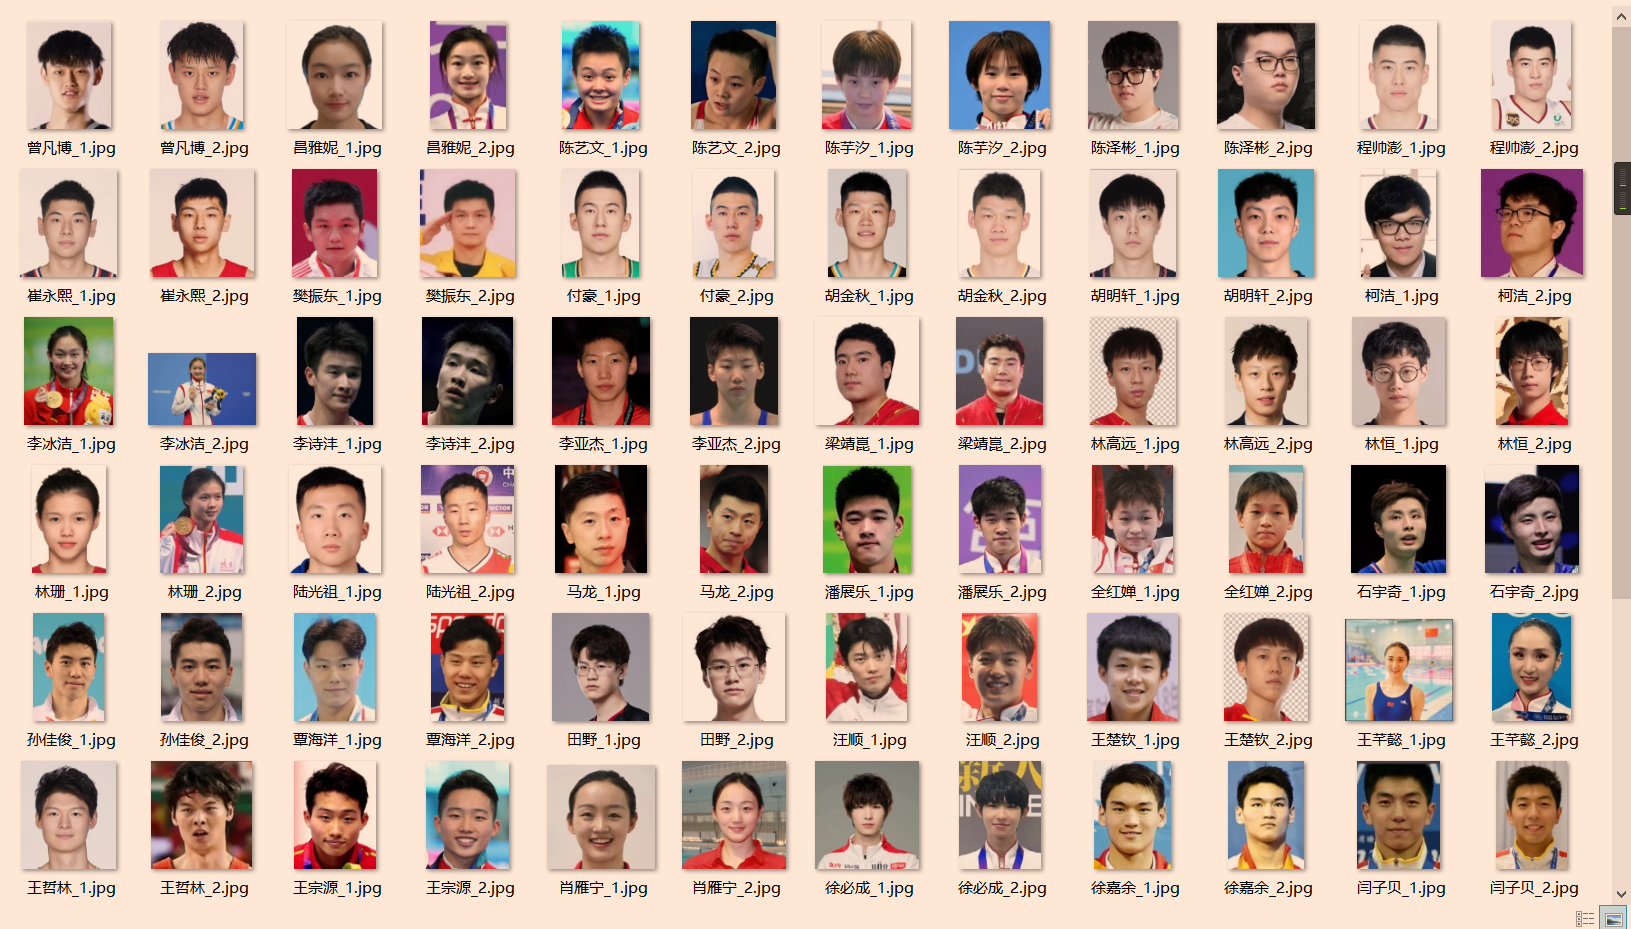 曾凡博_1.jpg 曾凡博_2.jpg 昌雅妮_1.jpg 昌雅妮_2.jpg 陈艺文_1.jpg 陈艺文_2.jpg 陈芋汐_1.jpg 陈芋汐_2.jpg 陈泽彬_1.jpg 陈泽彬_2.jpg 程帅澎_1.jpg 程帅澎_2.jpg
崔永熙_1.jpg 崔永熙_2.jpg 樊振东_1.jpg 樊振东_2.jpg 付豪_1.jpg 付豪_2.jpg 胡金秋_1.jpg 胡金秋_2.jpg 胡明轩_1.jpg 胡明轩_2.jpg 柯洁_1.jpg 柯洁_2.jpg
李冰洁_1.jpg 李冰洁_2.jpg 李诗沣_1.jpg 李诗沣_2.jpg 李亚杰_1.jpg 李亚杰_2.jpg 梁靖崑_1.jpg 梁靖崑_2.jpg 林高远_1.jpg 林高远_2.jpg 林恒_1.jpg 林恒_2.jpg
林珊_1.jpg 林珊_2.jpg 陆光祖_1.jpg 陆光祖_2.jpg 马龙_1.jpg 马龙_2.jpg 潘展乐_1.jpg 潘展乐_2.jpg 全红婵_1.jpg 全红婵_2.jpg 石宇奇_1.jpg 石宇奇_2.jpg
孙佳俊_1.jpg 孙佳俊_2.jpg 覃海洋_1.jpg 覃海洋_2.jpg 田野_1.jpg 田野_2.jpg 汪顺_1.jpg 汪顺_2.jpg 王楚钦_1.jpg 王楚钦_2.jpg 王芊懿_1.jpg 王芊懿_2.jpg
王哲林_1.jpg 王哲林_2.jpg 王宗源_1.jpg 王宗源_2.jpg 肖雁宁_1.jpg 肖雁宁_2.jpg 徐必成_1.jpg 徐必成_2.jpg 徐嘉余_1.jpg 徐嘉余_2.jpg 闫子贝_1.jpg 闫子贝_2.jpg